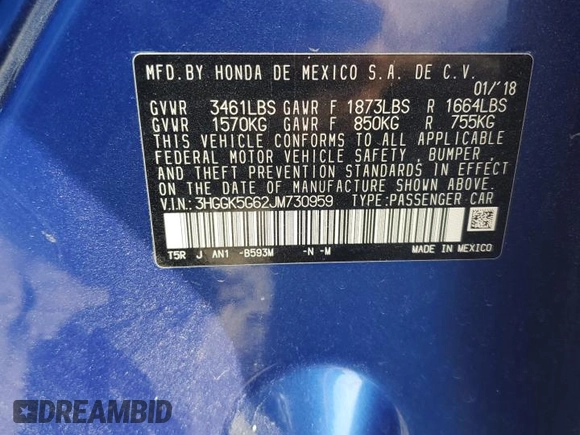 MFD.BY HONDA DE MEXICO S.A. DE C.V.
01/'18
GVWR 3461LBS GAWR F 1873LBS R 1664LBS
GVWR 1570KG GAWR F 850KG R 755KG
THIS VEHICLE CONFORMS TO ALL APPLICABLE
FEDERAL MOTOR VEHICLE SAFETY , BUMPER ,
AND THEFT PREVENTION STANDARDS IN EFFECT
ON THE DATE OF MANUFACTURE SHOWN ABOVE.
V.I.N.: 3HGGK5G62JM730959 TYPE:PASSENGER CAR
T5R J AN1 -B593M -N -M MADE IN MEXICO
DREAMBID